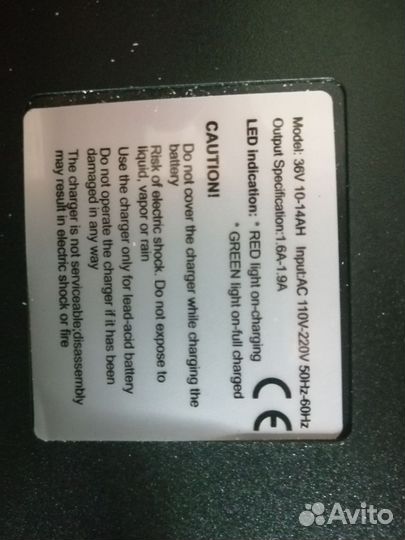 Model: 36V 10-14AH Input:AC 110V-220V 50Hz-60Hz
Output Specification:1.6A-1.9A
LED indication: * RED light on-charging
* GREEN light on-full charged
CE
CAUTION!
Do not cover the charger while charging the
battery
Risk of electric shock. Do not expose to
liquid, vapor or rain
Use the charger only for lead-acid battery
Do not operate the charger if it has been
damaged in any way
The charger is not serviceable;disassembly
may result in electric shock or fire
Avito